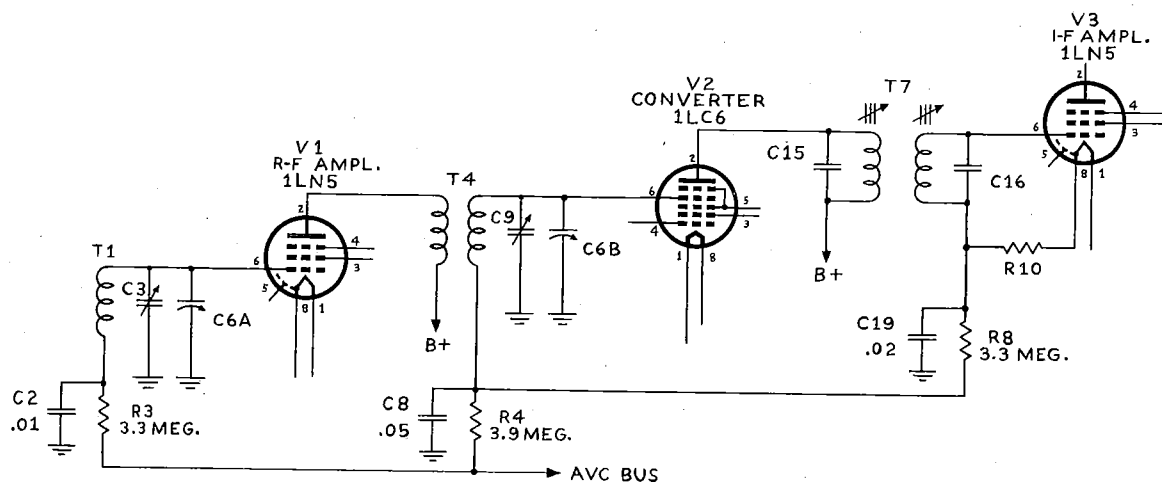 V3
I-F AMPL.
1LN5
2
4
3
6
5
8
1
V2
CONVERTER
1LC6
2
6
5
3
4
1
8
T7
C15
C16
B+
R10
C19
.02
R8
3.3 MEG.
V1
R-F AMPL.
1LN5
2
4
3
6
5
8
1
T4
C9
C6B
B+
T1
C3
C6A
C2
.01
R3
3.3 MEG.
C8
.05
R4
3.9 MEG.
AVC BUS